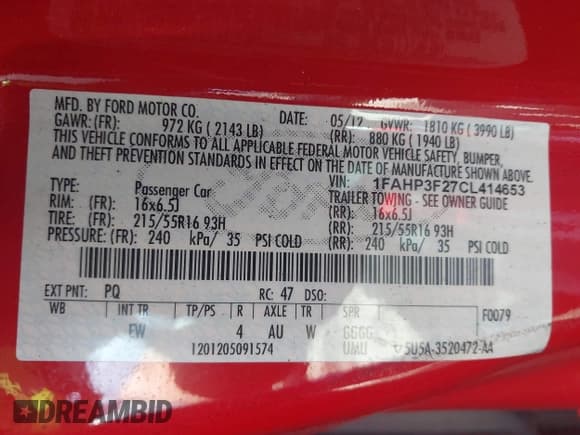 MFD. BY FORD MOTOR CO.
DATE: 05/12 GVWR: 1810 KG ( 3990 LB)
GAWR: (FR): 972 KG ( 2143 LB) (RR): 880 KG ( 1940 LB)
THIS VEHICLE CONFORMS TO ALL APPLICABLE FEDERAL MOTOR VEHICLE SAFETY, BUMPER,
AND THEFT PREVENTION STANDARDS IN EFFECT ON THE DATE OF MANUFACTURE SHOWN ABOVE.
VIN: 1FAHP3F27CL414653
TYPE: Passenger Car TRAILER TOWING - SEE OWNER GUIDE
RIM: (FR): 16x6.5J (RR): 16x6.5J
TIRE: (FR): 215/55R16 93H (RR): 215/55R16 93H
PRESSURE: (FR): 240 kPa/ 35 PSI COLD (RR): 240 kPa/ 35 PSI COLD
EXT PNT: PQ RC: 47 DSO:
WB INT TR TP/PS R AXLE TR SPR F0079
EW 4 AU W GGGG
1201205091574 UMU 5U5A-3520472-AA
DREAMBID